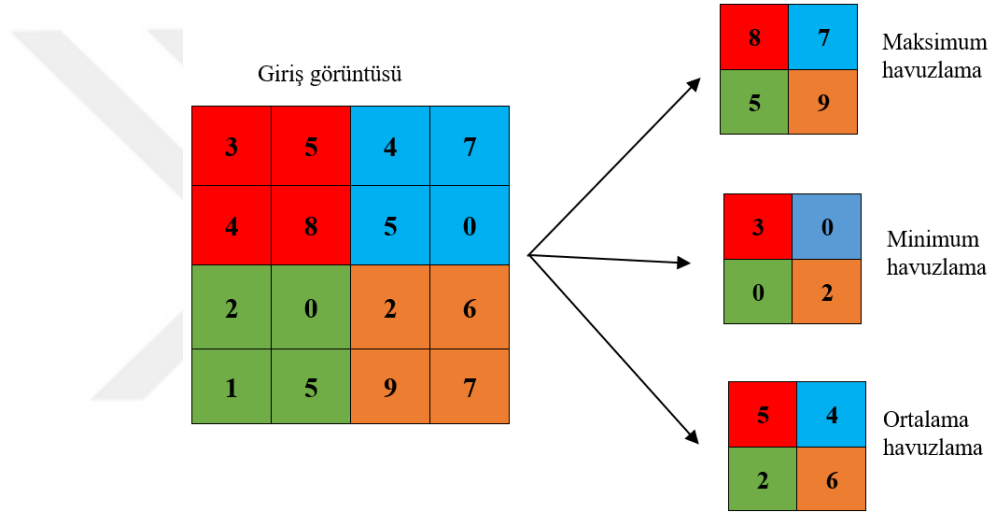 Giriş görüntüsü
3 5 4 7
4 8 5 0
2 0 2 6
1 5 9 7
8 7
5 9
Maksimum
havuzlama
3 0
0 2
Minimum
havuzlama
5 4
2 6
Ortalama
havuzlama